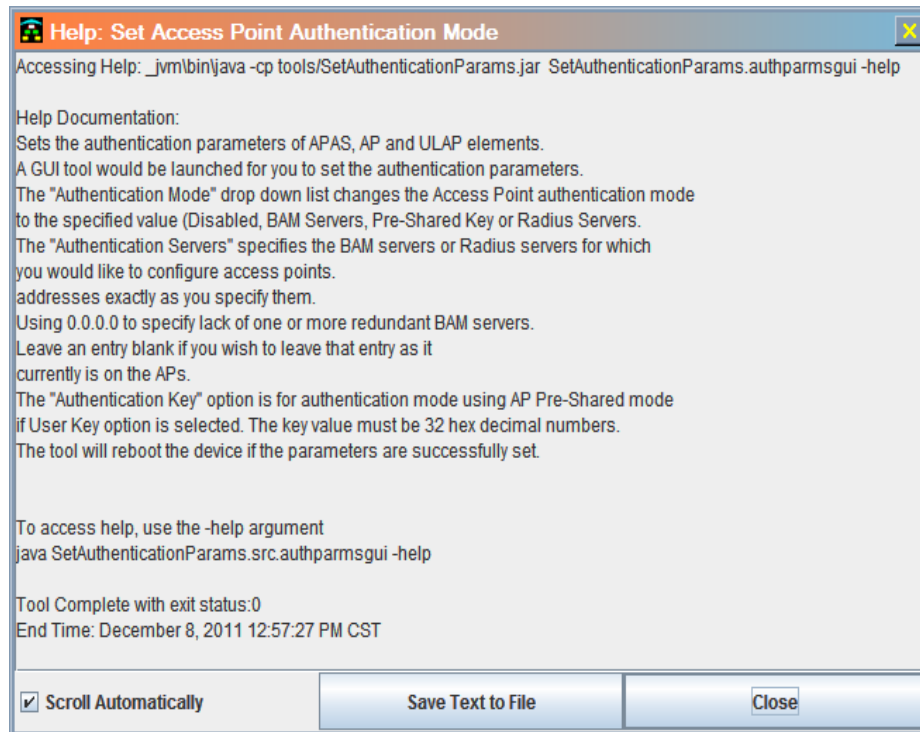 Help: Set Access Point Authentication Mode
Accessing Help: _jvm\bin\java -cp tools/SetAuthenticationParams.jar SetAuthenticationParams.authparmsgui -help
Help Documentation:
Sets the authentication parameters of APAS, AP and ULAP elements.
A GUI tool would be launched for you to set the authentication parameters.
The "Authentication Mode" drop down list changes the Access Point authentication mode
to the specified value (Disabled, BAM Servers, Pre-Shared Key or Radius Servers.
The "Authentication Servers" specifies the BAM servers or Radius servers for which
you would like to configure access points.
addresses exactly as you specify them.
Using 0.0.0.0 to specify lack of one or more redundant BAM servers.
Leave an entry blank if you wish to leave that entry as it
currently is on the APs.
The "Authentication Key" option is for authentication mode using AP Pre-Shared mode
if User Key option is selected. The key value must be 32 hex decimal numbers.
The tool will reboot the device if the parameters are successfully set.
To access help, use the -help argument
java SetAuthenticationParams.src.authparmsgui -help
Tool Complete with exit status:0
End Time: December 8, 2011 12:57:27 PM CST
Scroll Automatically
Save Text to File
Close